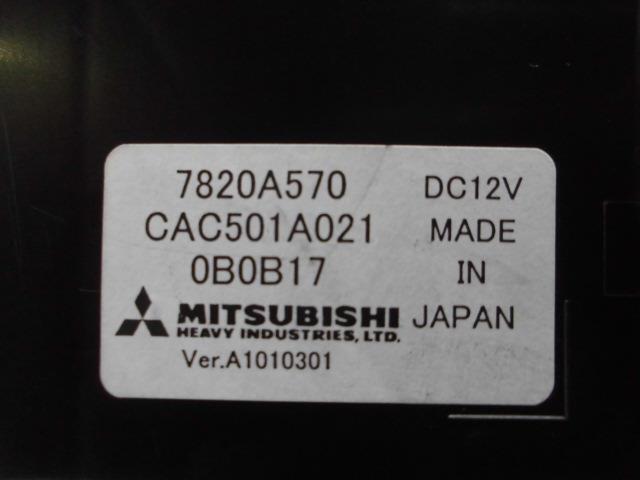 7820A570 DC12V
CAC501A021 MADE
0B0B17 IN
MITSUBISHI JAPAN
HEAVY INDUSTRIES, LTD.
Ver.A1010301